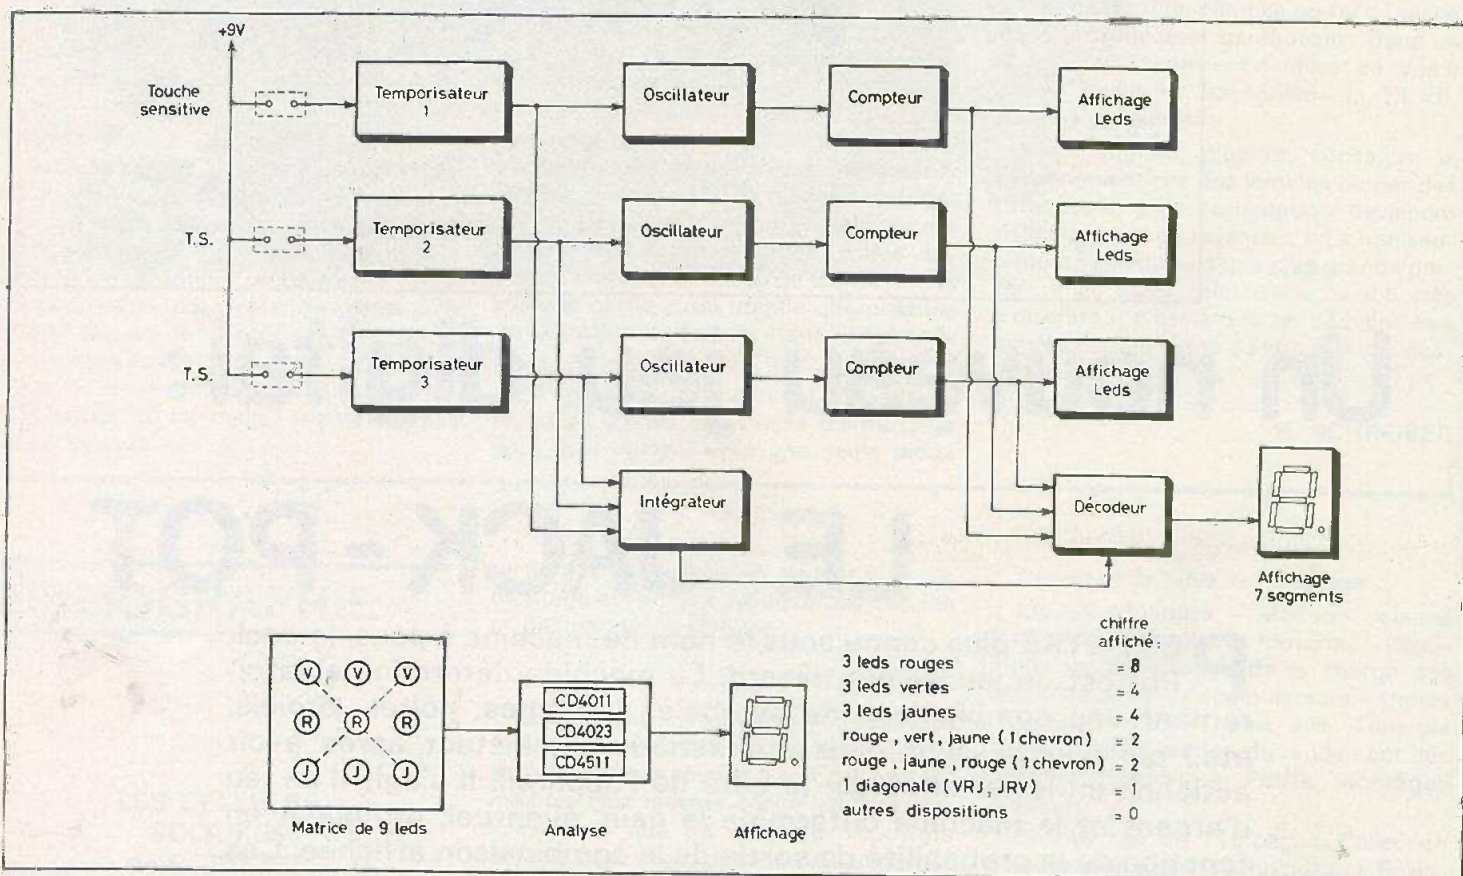 +9V
Touche
sensitive
Temporisateur
1
Oscillateur
Compteur
Affichage
Leds
T.S.
Temporisateur
2
Oscillateur
Compteur
Affichage
Leds
T.S.
Temporisateur
3
Oscillateur
Compteur
Affichage
Leds
Intégrateur
Décodeur
Affichage
7 segments
V V V
R R R
J J J
Matrice de 9 leds
CD4011
CD4023
CD4511
Analyse
Affichage
chiffre
affiché:
3 leds rouges = 8
3 leds vertes = 4
3 leds jaunes = 4
rouge, vert, jaune (1 chevron) = 2
rouge, jaune, rouge (1 chevron) = 2
1 diagonale (VRJ, JRV) = 1
autres dispositions = 0